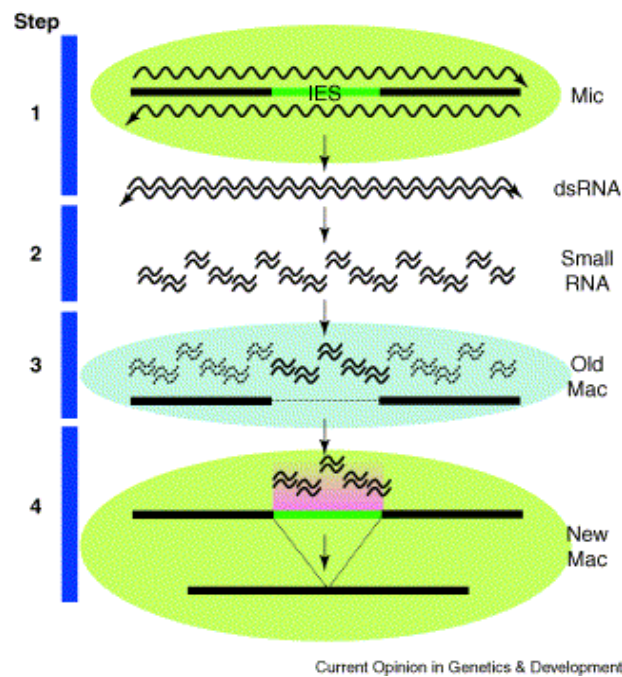 Step
1
IES
Mic
dsRNA
2
Small
RNA
3
Old
Mac
4
New
Mac
Current Opinion in Genetics & Development